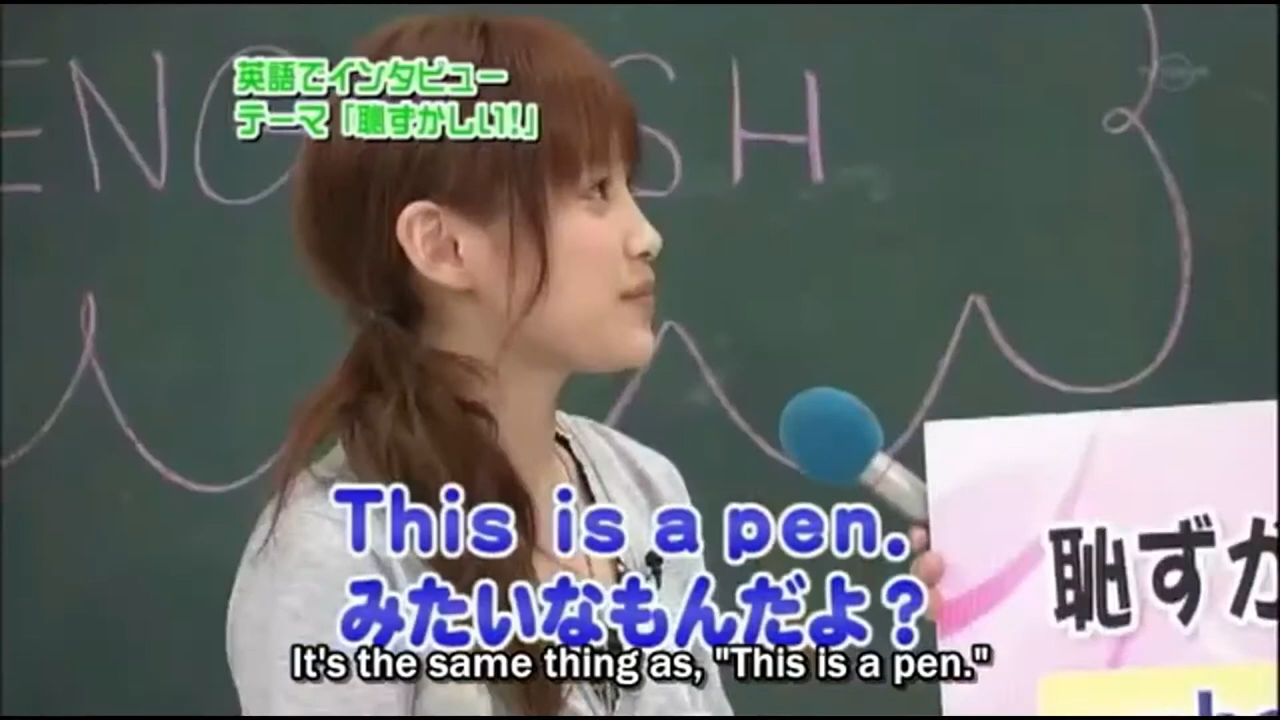 英語でインタビュー
テーマ「恥ずかしい!」
ENG SH
This is a pen.
みたいなもんだよ？
It's the same thing as, "This is a pen."
恥ずか